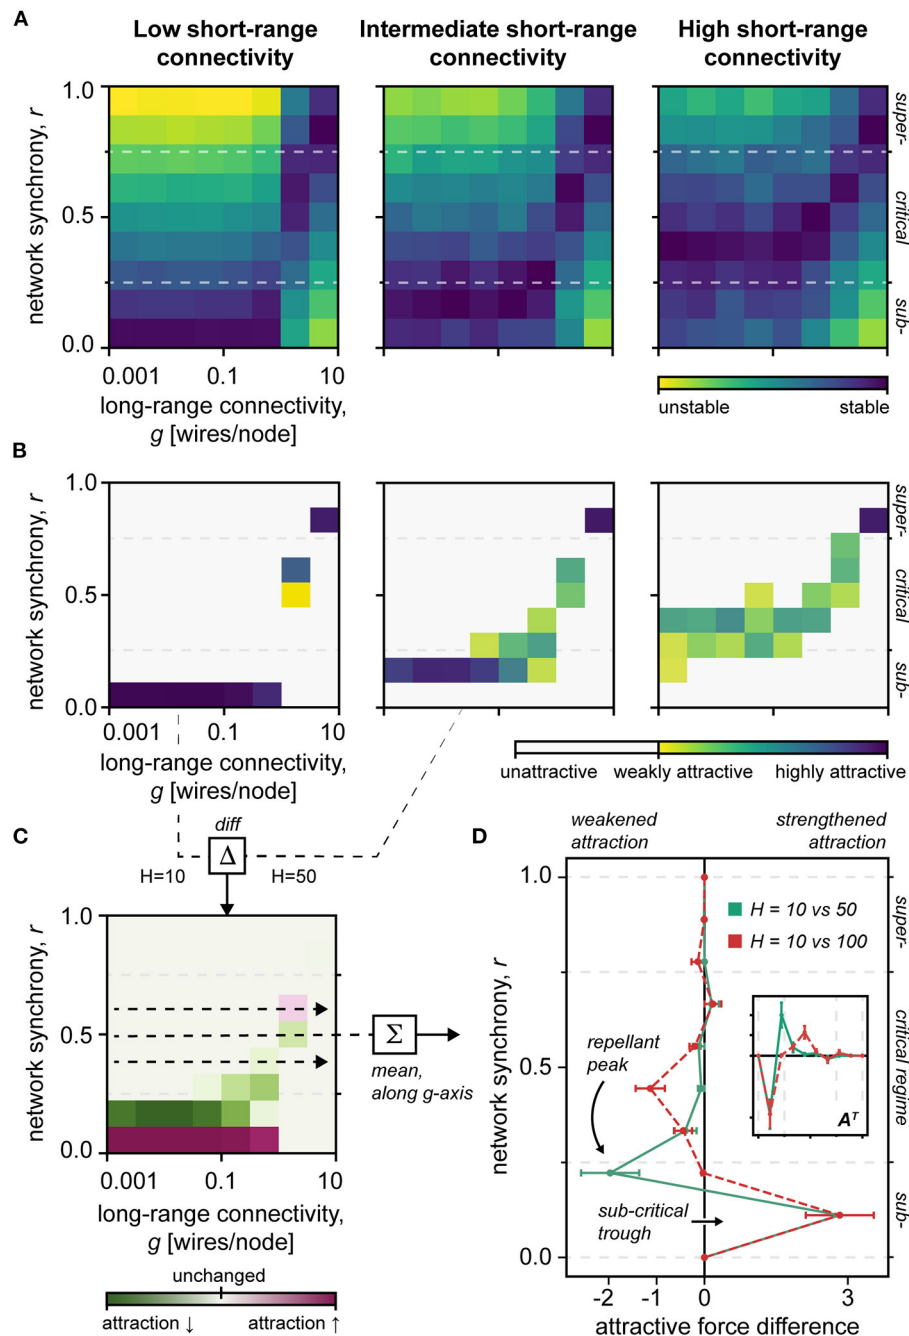 A
Low short-range
connectivity
Intermediate short-range
connectivity
High short-range
connectivity
network synchrony, r
1.0
0.5
0.0
0.001
0.1
10
long-range connectivity,
g [wires/node]
super-
critical
sub-
unstable
stable
B
network synchrony, r
1.0
0.5
0.0
0.001
0.1
10
long-range connectivity,
g [wires/node]
super-
critical
sub-
unattractive
weakly attractive
highly attractive
C
diff
Δ
H=10
H=50
network synchrony, r
1.0
0.5
0.0
0.001
0.1
10
long-range connectivity,
g [wires/node]
Σ
mean,
along g-axis
unchanged
attraction ↓
attraction ↑
D
weakened
attraction
strengthened
attraction
network synchrony, r
1.0
0.5
0.0
H = 10 vs 50
H = 10 vs 100
repellant
peak
sub-critical
trough
Aᵀ
super-
critical regime
sub-
-2
-1
0
3
attractive force difference